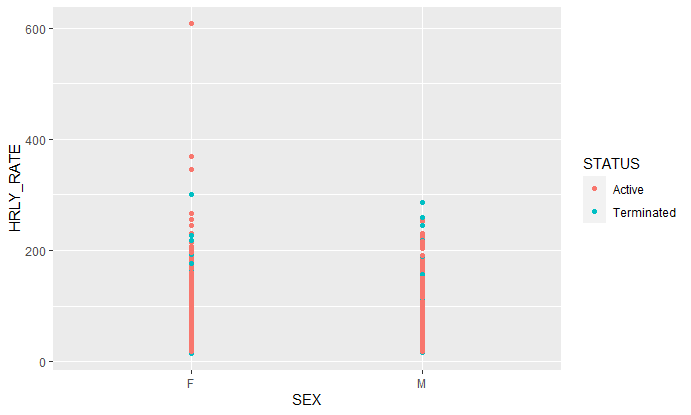 600
400
200
0
HRLY_RATE
F
M
SEX
STATUS
Active
Terminated